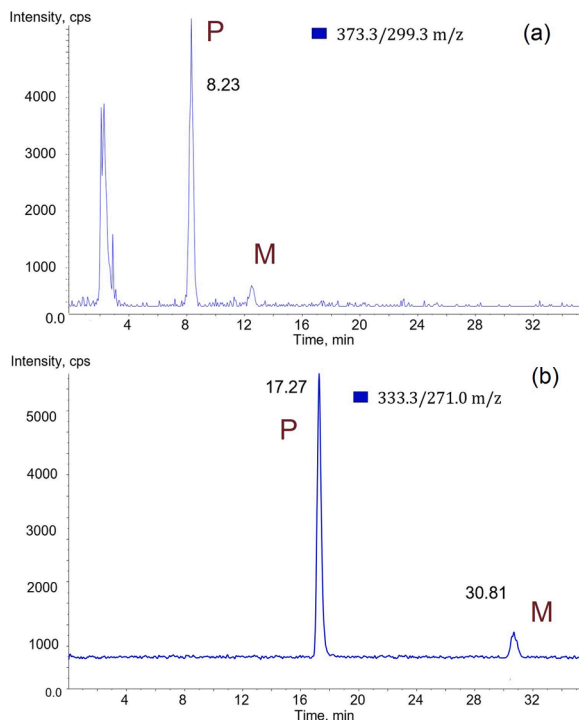 Intensity, cps
P
373.3/299.3 m/z
(a)
8.23
4000
3000
2000
M
1000
0.0
4 8 12 16 20 24 28 32
Time, min
Intensity, cps
(b)
17.27
333.3/271.0 m/z
5000
P
4000
3000
2000
30.81
M
1000
0.0
4 8 12 16 20 24 28 32
Time, min